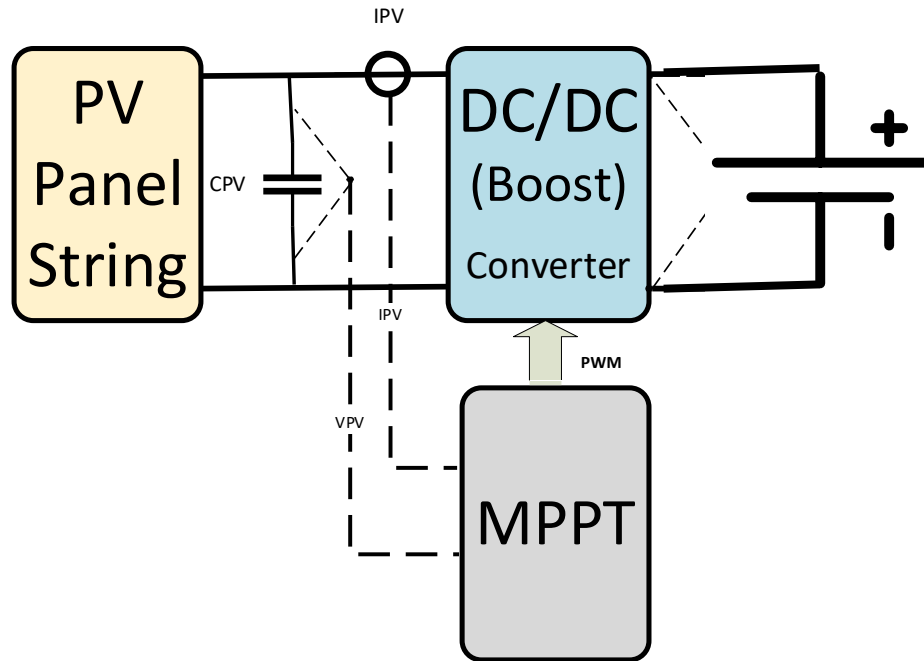 IPV
PV
Panel
String
CPV
DC/DC
(Boost)
Converter
+
-
IPV
PWM
VPV
MPPT